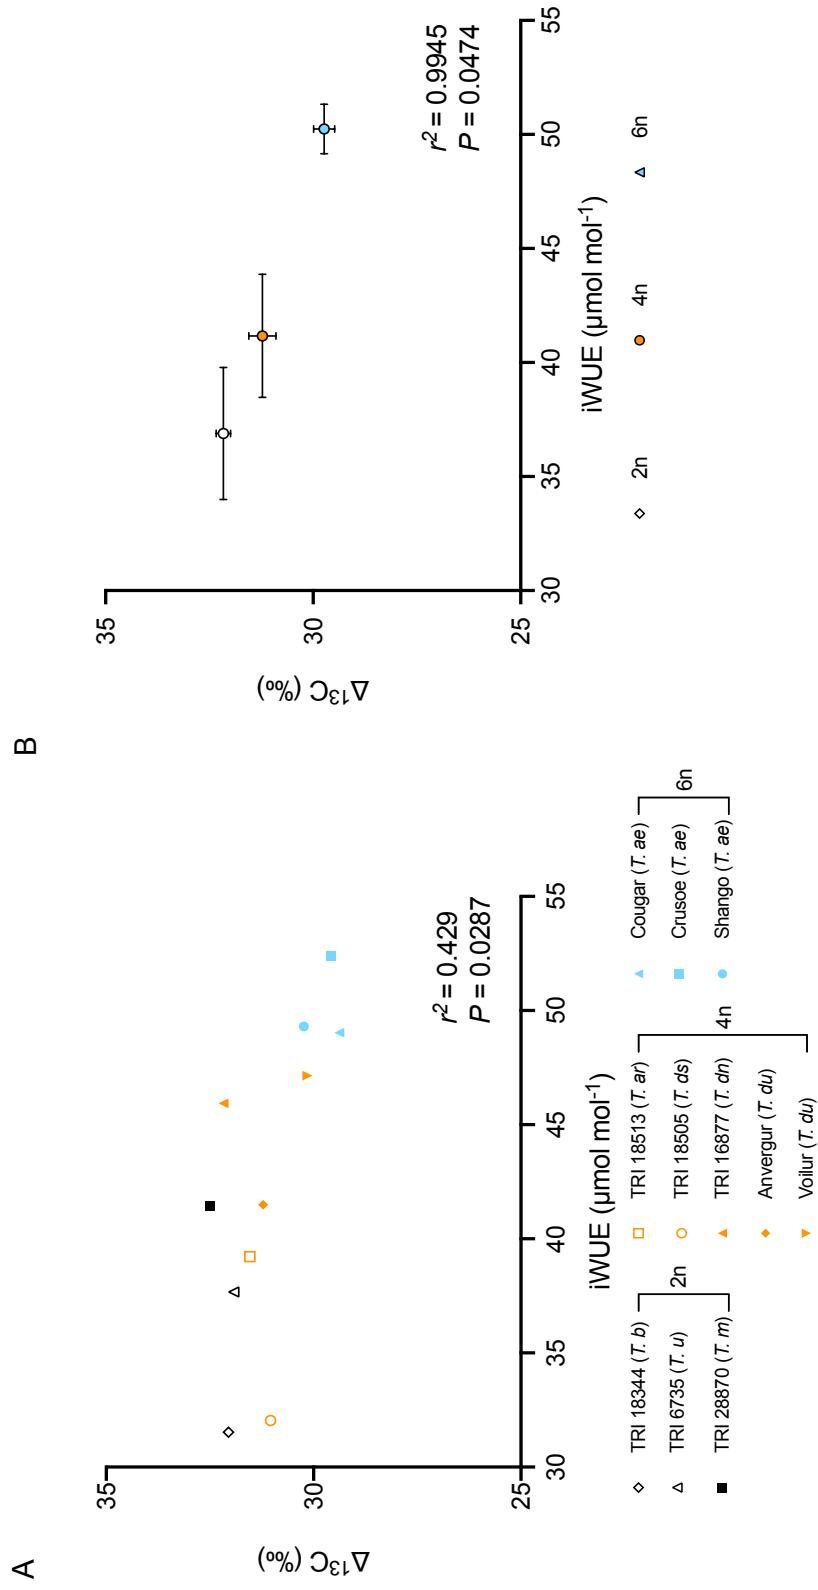 A
Δ¹³C (‰)
35
30
25
30
35
40
45
50
55
iWUE (µmol mol⁻¹)
r² = 0.429
P = 0.0287
TRI 18344 (T. b)
TRI 6735 (T. u)
TRI 28870 (T. m)
2n
TRI 18513 (T. ar)
TRI 18505 (T. ds)
TRI 16877 (T. dn)
Anvergur (T. du)
Voilur (T. du)
4n
Cougar (T. ae)
Crusoe (T. ae)
Shango (T. ae)
6n
B
Δ¹³C (‰)
35
30
25
30
35
40
45
50
55
iWUE (µmol mol⁻¹)
r² = 0.9945
P = 0.0474
2n
4n
6n